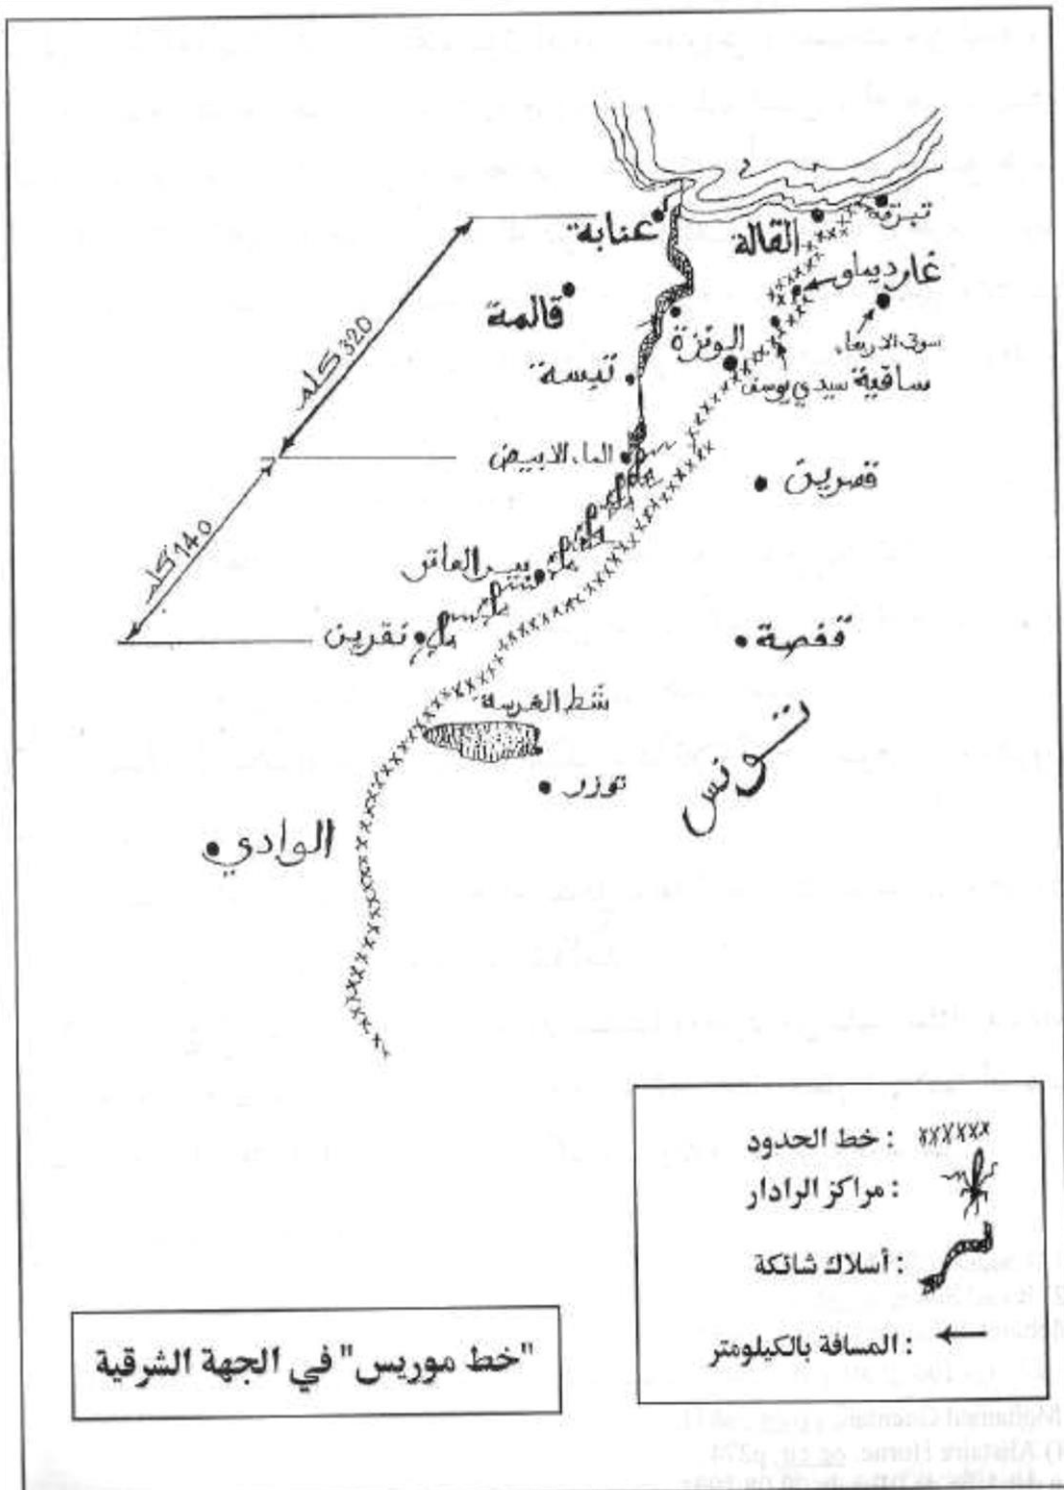 عنابة
القالة
تبرقة
غار ديماو
قالمة
320 كلم
الونزة
سوق الاربعاء
تبسة
ساقية سيدي يوسف
الماء الابيض
قصرين
140 كلم
بير العاتر
نقرين
قفصة
شط الغرسة
تونس
توزر
الوادي
: خط الحدود
: مراكز الرادار
: أسلاك شائكة
: المسافة بالكيلومتر
"خط موريس" في الجهة الشرقية